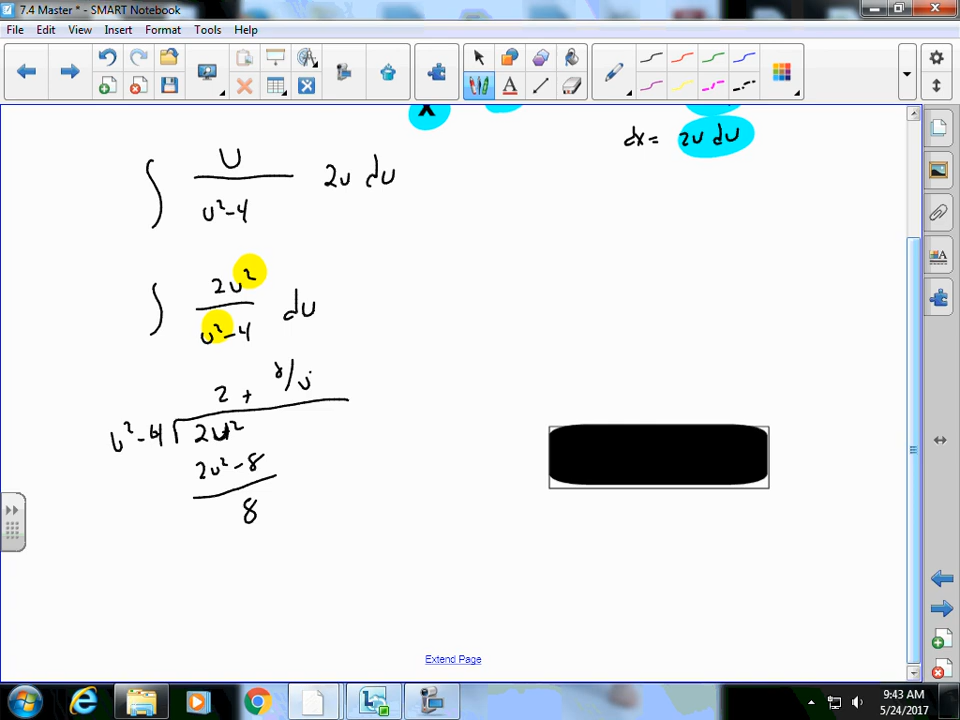 7.4 Master * - SMART Notebook
File Edit View Insert Format Tools Help
x
dx = 2u du
∫ u / (u² - 4) 2u du
∫ 2u² / (u² - 4) du
2 + 8/u
u² - 4 ) 2u²
2u² - 8
8
Extend Page
9:43 AM
5/24/2017